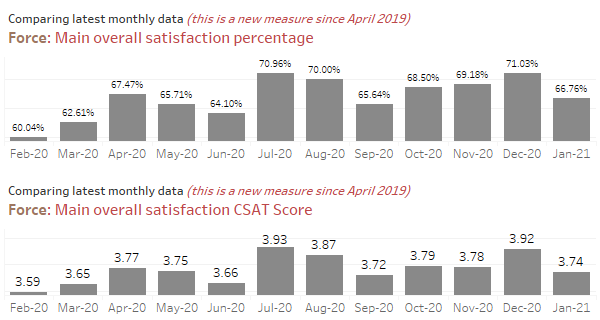 Comparing latest monthly data (this is a new measure since April 2019)
Force: Main overall satisfaction percentage
60.04% 62.61% 67.47% 65.71% 64.10% 70.96% 70.00% 65.64% 68.50% 69.18% 71.03% 66.76%
Feb-20 Mar-20 Apr-20 May-20 Jun-20 Jul-20 Aug-20 Sep-20 Oct-20 Nov-20 Dec-20 Jan-21
Comparing latest monthly data (this is a new measure since April 2019)
Force: Main overall satisfaction CSAT Score
3.59 3.65 3.77 3.75 3.66 3.93 3.87 3.72 3.79 3.78 3.92 3.74
Feb-20 Mar-20 Apr-20 May-20 Jun-20 Jul-20 Aug-20 Sep-20 Oct-20 Nov-20 Dec-20 Jan-21